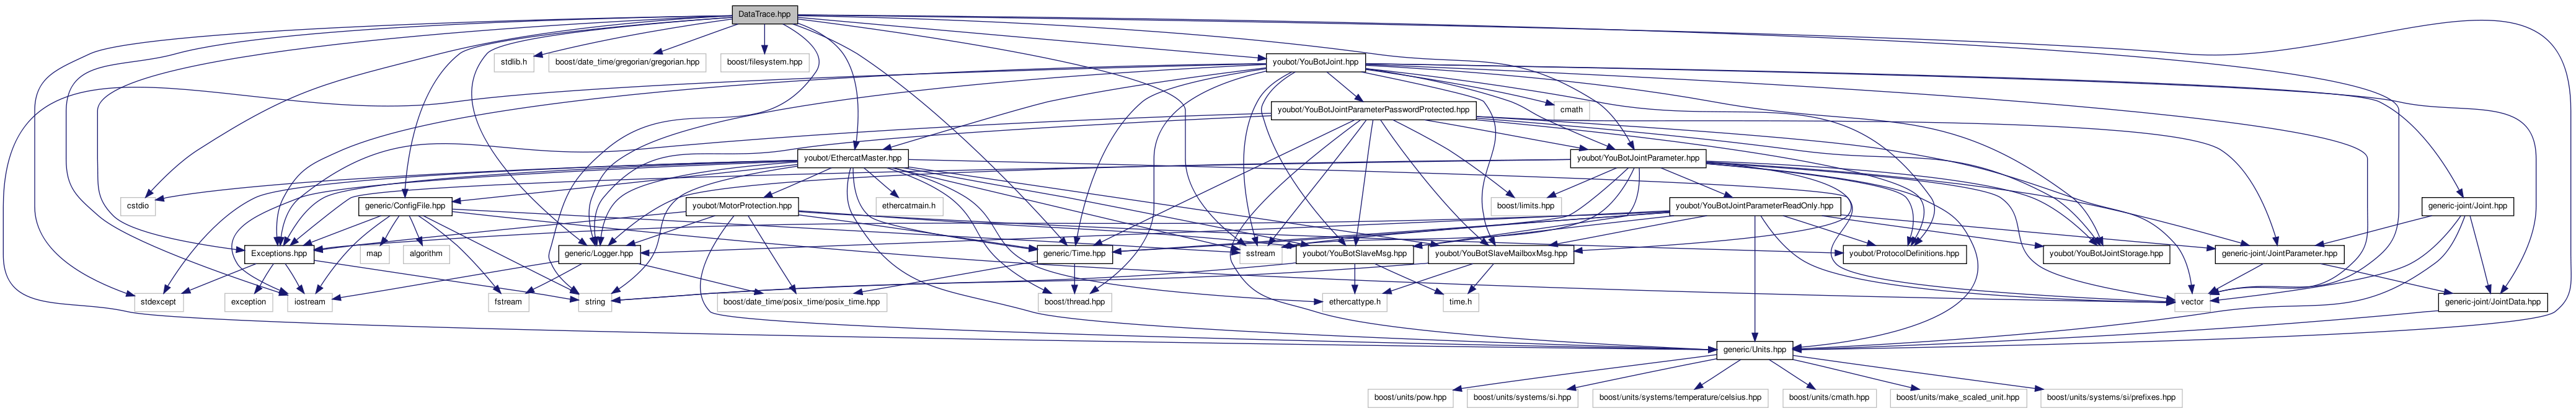 DataTrace.hpp
stdlib.h
boost/date_time/gregorian/gregorian.hpp
boost/filesystem.hpp
youbot/YouBotJoint.hpp
youbot/YouBotJointParameterPasswordProtected.hpp
cmath
youbot/EthercatMaster.hpp
youbot/YouBotJointParameter.hpp
cstdio
generic/ConfigFile.hpp
youbot/MotorProtection.hpp
ethercatmain.h
boost/limits.hpp
youbot/YouBotJointParameterReadOnly.hpp
generic-joint/Joint.hpp
Exceptions.hpp
map
algorithm
generic/Logger.hpp
generic/Time.hpp
sstream
youbot/YouBotSlaveMsg.hpp
youbot/YouBotSlaveMailboxMsg.hpp
youbot/ProtocolDefinitions.hpp
youbot/YouBotJointStorage.hpp
generic-joint/JointParameter.hpp
stdexcept
exception
iostream
fstream
string
boost/date_time/posix_time/posix_time.hpp
boost/thread.hpp
ethercattype.h
time.h
vector
generic-joint/JointData.hpp
generic/Units.hpp
boost/units/pow.hpp
boost/units/systems/si.hpp
boost/units/systems/temperature/celsius.hpp
boost/units/cmath.hpp
boost/units/make_scaled_unit.hpp
boost/units/systems/si/prefixes.hpp